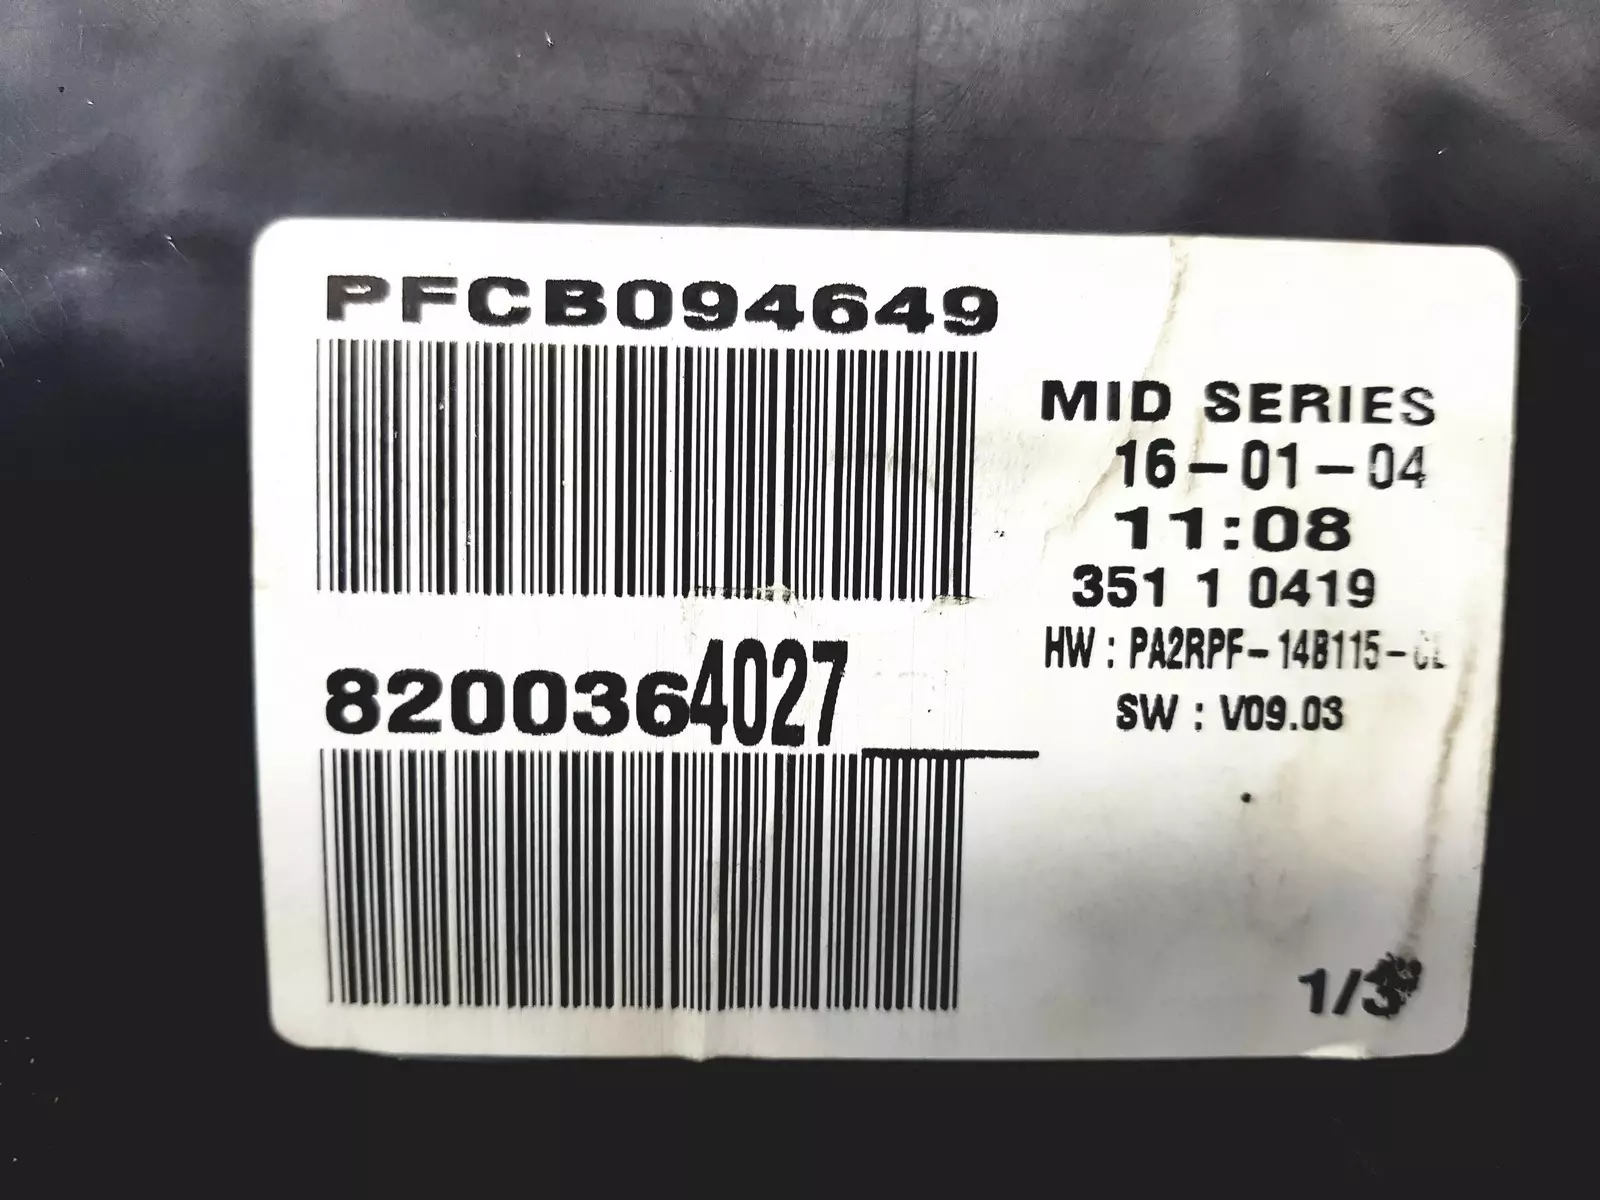 PFCB094649
MID SERIES
16-01-04
11:08
351 1 0419
HW : PA2RPF-14B115-
8200364027
SW : V09.03
1/3